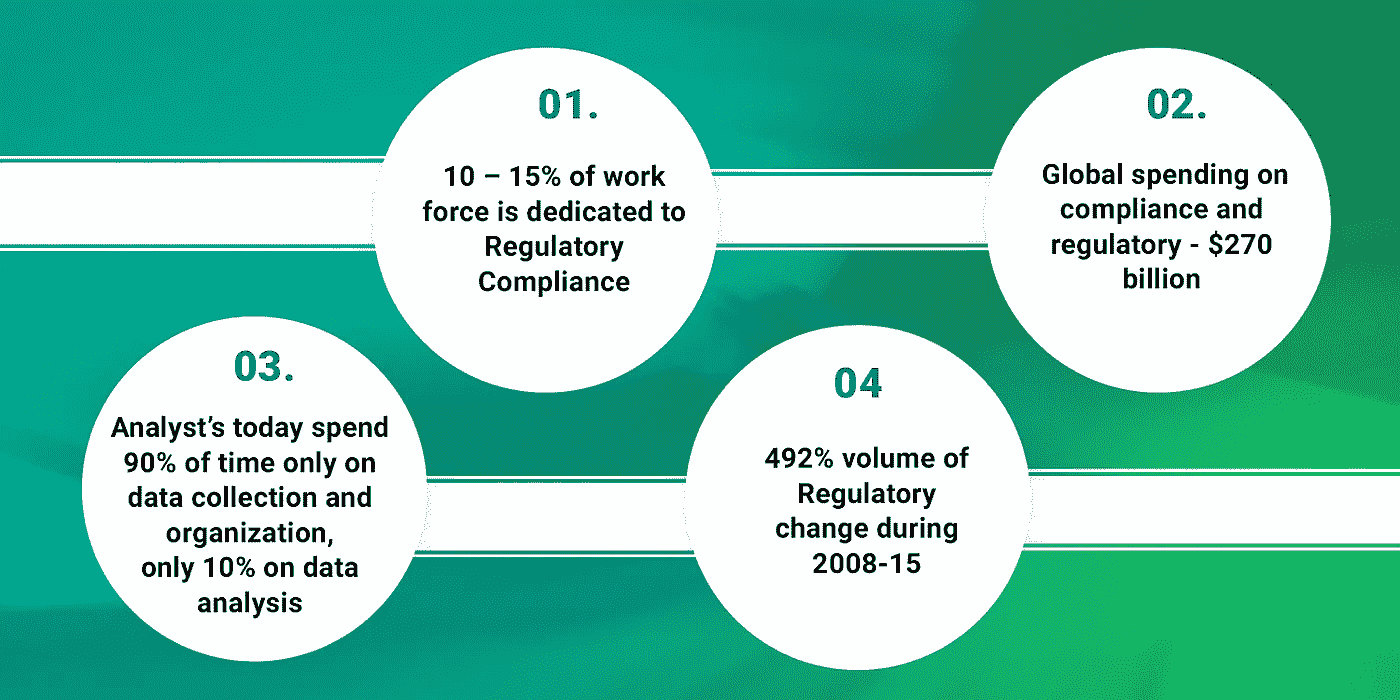 01.
10 – 15% of work
force is dedicated to
Regulatory
Compliance
02.
Global spending on
compliance and
regulatory - $270
billion
03.
Analyst’s today spend
90% of time only on
data collection and
organization,
only 10% on data
analysis
04
492% volume of
Regulatory
change during
2008-15